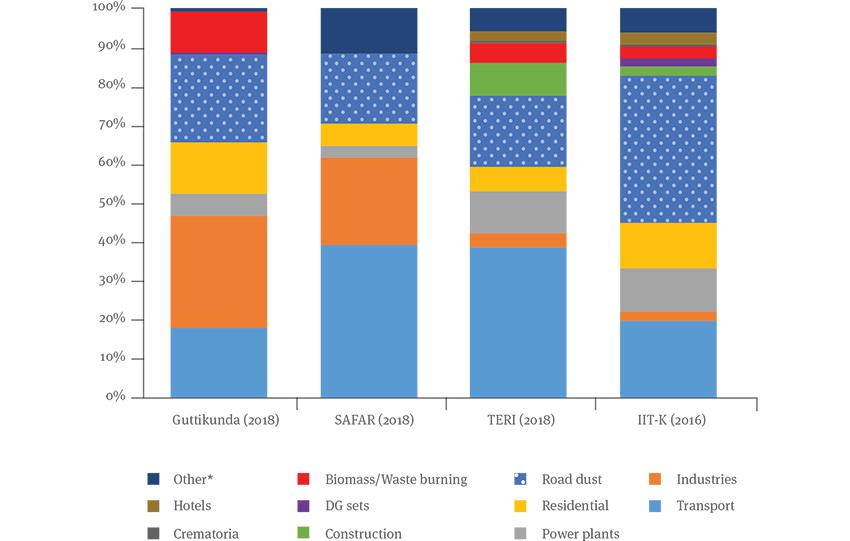 100%
90%
80%
70%
60%
50%
40%
30%
20%
10%
0%
Guttikunda (2018) SAFAR (2018) TERI (2018) IIT-K (2016)
Other* Biomass/Waste burning Road dust Industries
Hotels DG sets Residential Transport
Crematoria Construction Power plants